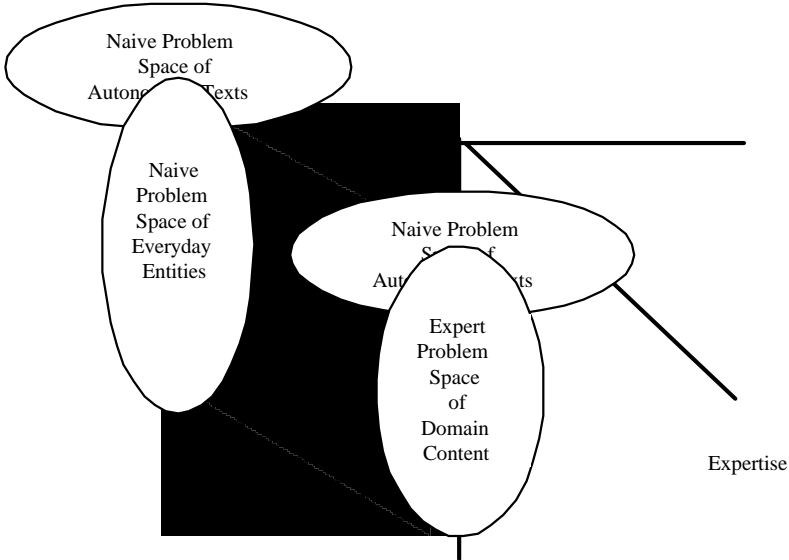 Naive Problem
Space of
Texts
Naive
Problem
Space of
Everyday
Entities
Naive Problem
Expert
Problem
Space
of
Domain
Content
Expertise